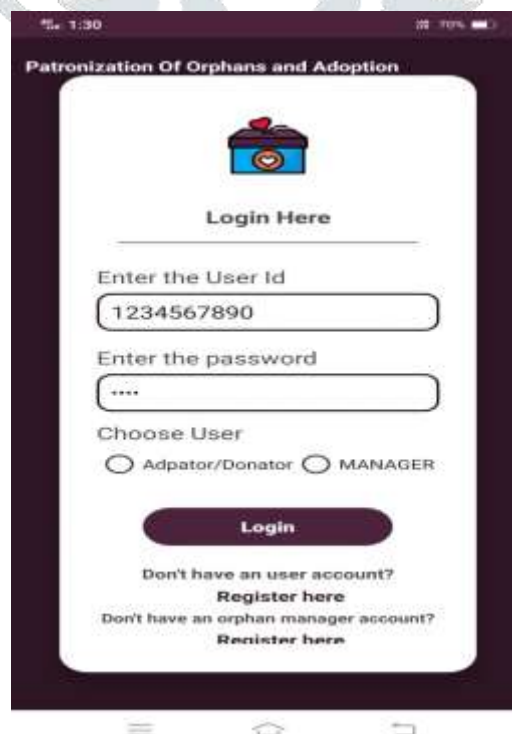 1:30 70%
Patronization Of Orphans and Adoption
Login Here
Enter the User Id
1234567890
Enter the password
....
Choose User
Adpator/Donator MANAGER
Login
Don't have an user account?
Register here
Don't have an orphan manager account?
Register here